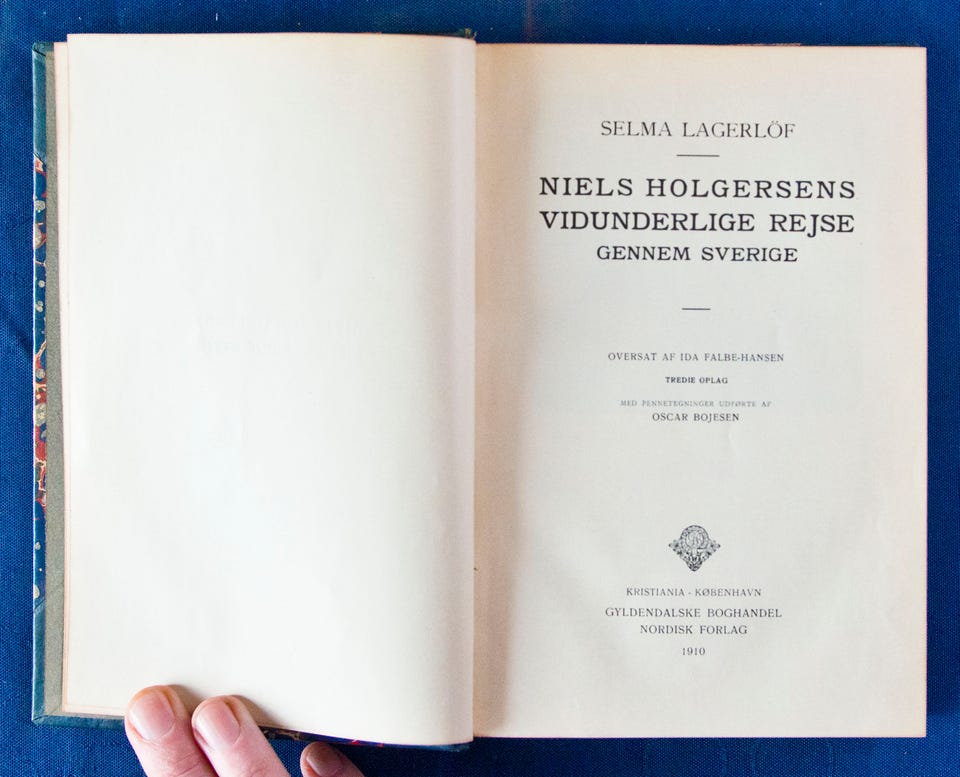 SELMA LAGERLÖF
NIELS HOLGERSENS
VIDUNDERLIGE REJSE
GENNEM SVERIGE
OVERSAT AF IDA FALBE-HANSEN
TREDIE OPLAG
MED PENNETEGNINGER UDFØRTE AF
OSCAR BOJESEN
KRISTIANIA - KØBENHAVN
GYLDENDALSKE BOGHANDEL
NORDISK FORLAG
1910